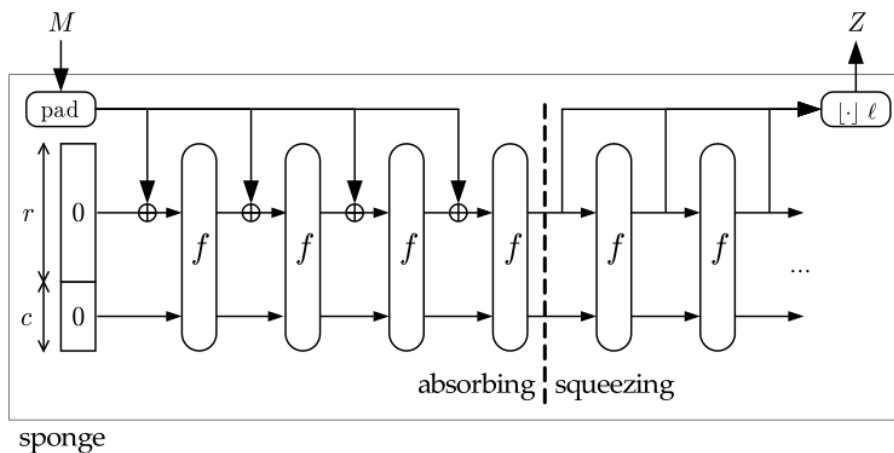 M Z
pad ⌊·⌋ ℓ
r 0 f f f f f f
c 0 ...
absorbing squeezing
sponge